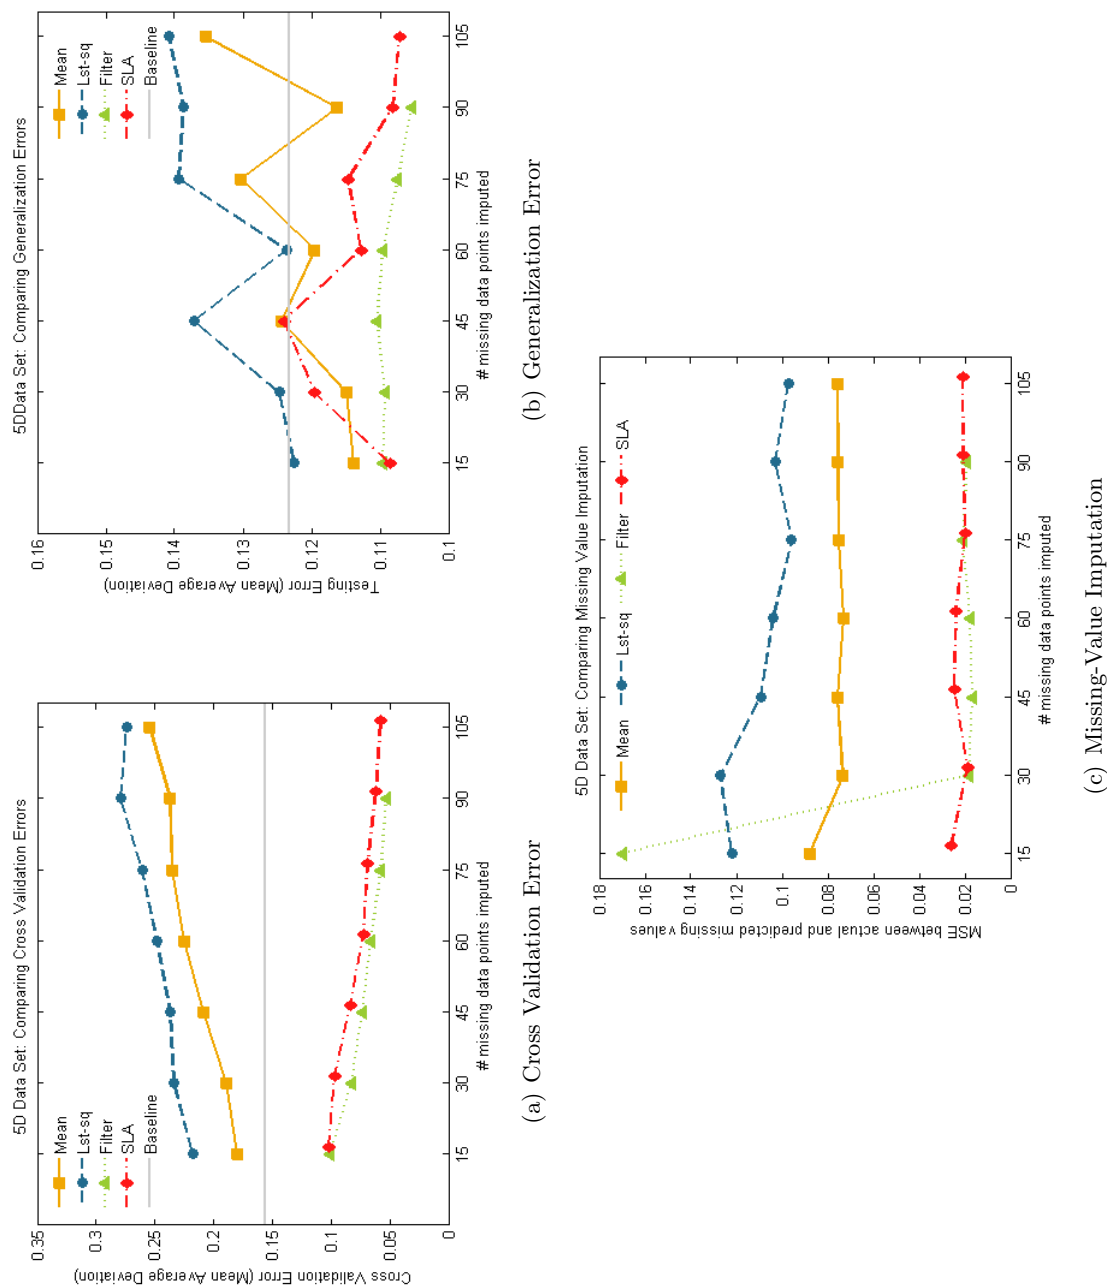 5D Data Set: Comparing Cross Validation Errors
Cross Validation Error (Mean Average Deviation)
0.35
0.3
0.25
0.2
0.15
0.1
0.05
0
Mean
Lst-sq
Filter
SLA
Baseline
15 30 45 60 75 90 105
# missing data points imputed
(a) Cross Validation Error
5DData Set: Comparing Generalization Errors
Testing Error (Mean Average Deviation)
0.16
0.15
0.14
0.13
0.12
0.11
0.1
Mean
Lst-sq
Filter
SLA
Baseline
15 30 45 60 75 90 105
# missing data points imputed
(b) Generalization Error
5D Data Set: Comparing Missing Value Imputation
MSE between actual and predicted missing values
0.18
0.16
0.14
0.12
0.1
0.08
0.06
0.04
0.02
0
Mean Lst-sq Filter SLA
15 30 45 60 75 90 105
# missing data points imputed
(c) Missing-Value Imputation